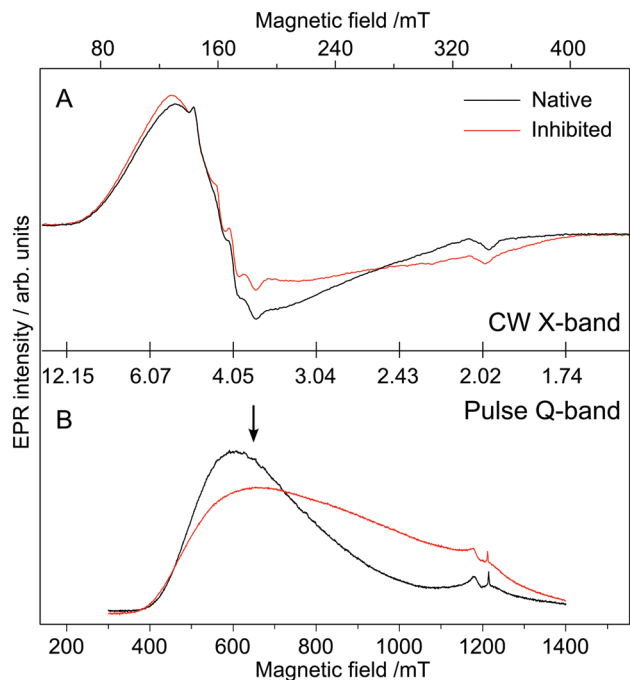 Magnetic field /mT
80 160 240 320 400
A
Native
Inhibited
EPR intensity / arb. units
CW X-band
12.15 6.07 4.05 3.04 2.43 2.02 1.74
Pulse Q-band
B
200 400 600 800 1000 1200 1400
Magnetic field /mT